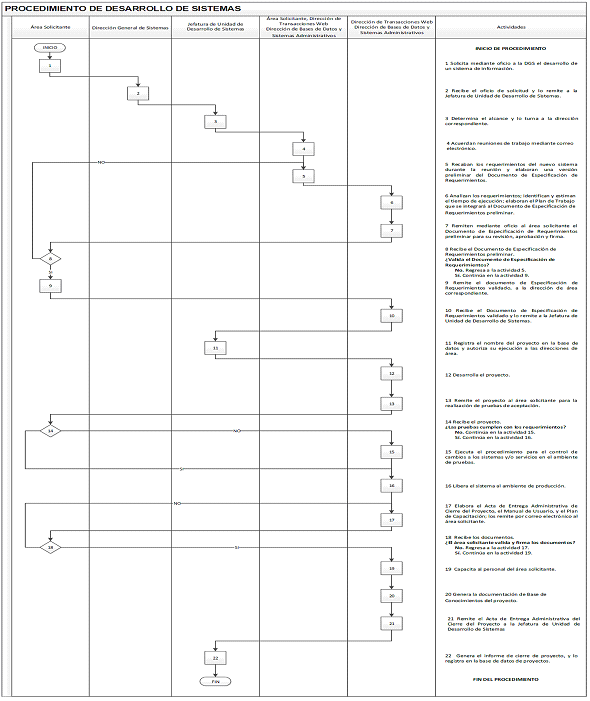 PROCEDIMIENTO DE DESARROLLO DE SISTEMAS
Área Solicitante
Dirección General de Sistemas
Jefatura de Unidad de
Desarrollo de Sistemas
Área Solicitante, Dirección de
Transacciones Web
Dirección de Bases de Datos y
Sistemas Administrativos
Dirección de Transacciones Web
Dirección de Bases de Datos y
Sistemas Administrativos
Actividades
INICIO
1
2
3
4
5
NO
6
7
8
SI
9
10
11
12
13
14
NO
15
SI
16
NO
17
18
SI
19
20
21
22
FIN
INICIO DE PROCEDIMIENTO
1 Solicita mediante oficio a la DGS el desarrollo de
un sistema de información.
2 Recibe el oficio de solicitud y lo remite a la
Jefatura de Unidad de Desarrollo de Sistemas.
3 Determina el alcance y lo turna a la dirección
correspondiente.
4 Acuerdan reuniones de trabajo mediante correo
electrónico.
5 Recaban los requerimientos del nuevo sistema
durante la reunión y elaboran una versión
preliminar del Documento de Especificación de
Requerimientos.
6 Analizan los requerimientos; identifican y estiman
el tiempo de ejecución; elaboran el Plan de Trabajo
que se integrará al Documento de Especificación de
Requerimientos preliminar.
7 Remiten mediante oficio al área solicitante el
Documento de Especificación de Requerimientos
preliminar para su revisión, aprobación y firma.
8 Recibe el Documento de Especificación de
Requerimientos preliminar.
¿Valida el Documento de Especificación de
Requerimientos?
No. Regresa a la actividad 5.
Si. Continúa en la actividad 9.
9 Remite el documento de Especificación de
Requerimientos validado, a la dirección de área
correspondiente.
10 Recibe el Documento de Especificación de
Requerimientos validado y lo remite a la Jefatura de
Unidad de Desarrollo de Sistemas.
11 Registra el nombre del proyecto en la base de
datos y autoriza su ejecución a las direcciones de
área.
12 Desarrolla el proyecto.
13 Remite el proyecto al área solicitante para la
realización de pruebas de aceptación.
14 Recibe el proyecto.
¿Las pruebas cumplen con los requerimientos?
No. Continúa en la actividad 15.
Sí. Continúa en la actividad 16.
15 Ejecuta el procedimiento para el control de
cambios a los sistemas y/o servicios en el ambiente
de pruebas.
16 Libera el sistema al ambiente de producción.
17 Elabora el Acta de Entrega Administrativa de
Cierre del Proyecto, el Manual de Usuario, y el Plan
de Capacitación; los remite por correo electrónico al
área solicitante.
18 Recibe los documentos.
¿El área solicitante valida y firma los documentos?
No. Regresa a la actividad 17.
Sí. Continúa en la actividad 19.
19 Capacita al personal del área solicitante.
20 Genera la documentación de Base de
Conocimientos del proyecto.
21 Remite el Acta de Entrega Administrativa del
Cierre del Proyecto a la Jefatura de Unidad de
Desarrollo de Sistemas
22 Genera el informe de cierre de proyecto, y lo
registra en la base de datos de proyectos.
FIN DEL PROCEDIMIENTO